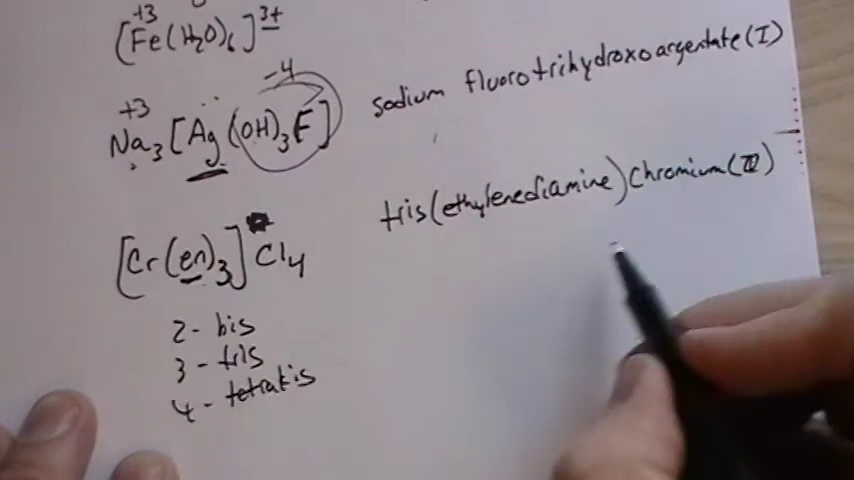 +3
[Fe(H₂O)₆]³⁺
-4
+3
Na₃[Ag(OH)₃F] sodium fluorotrihydroxoargentate(I)
[Cr(en)₃]Cl₄ tris(ethylenediamine)chromium(IV)
2 - bis
3 - tris
4 - tetrakis